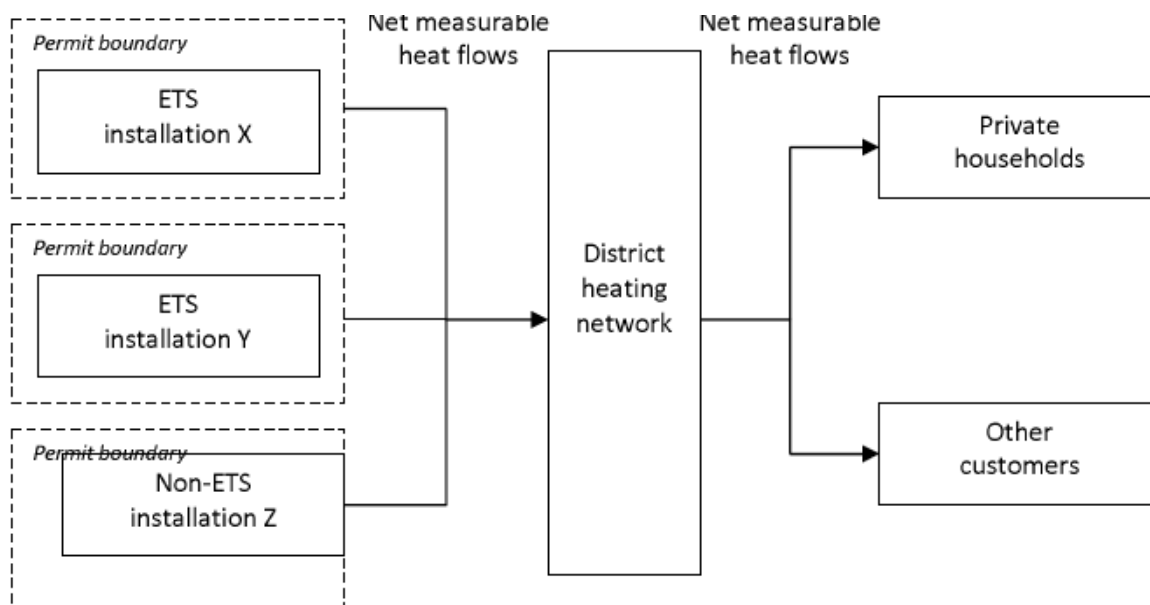 Permit boundary
ETS
installation X
Net measurable
heat flows
Net measurable
heat flows
Private
households
Permit boundary
ETS
installation Y
District
heating
network
Permit boundary
Non-ETS
installation Z
Other
customers